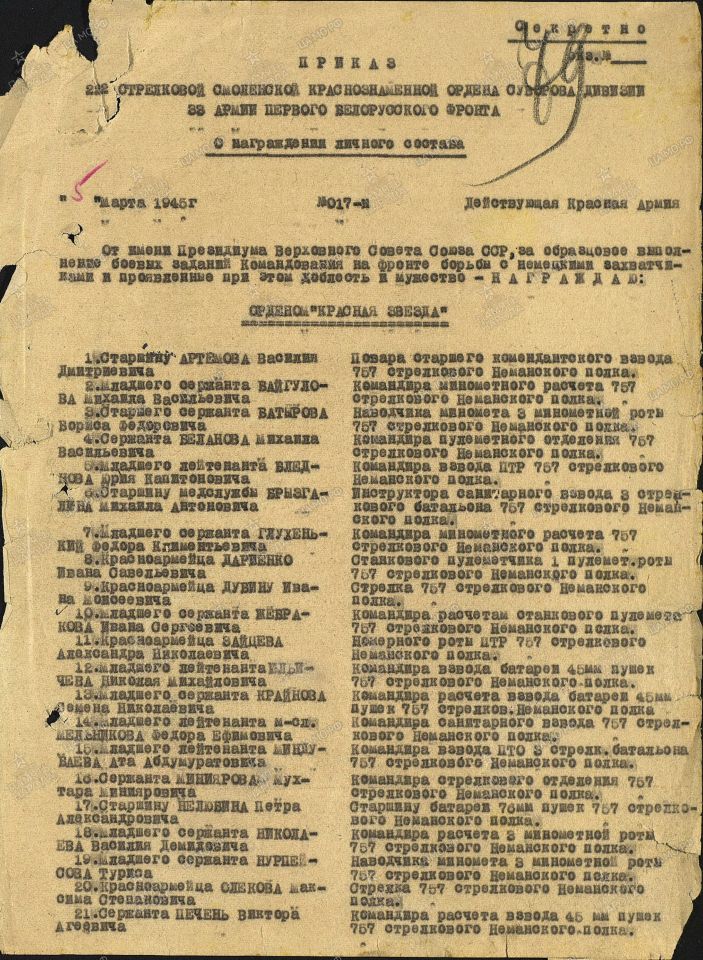 Секретно
экз.№
79
ПРИКАЗ
222 СТРЕЛКОВОЙ СМОЛЕНСКОЙ КРАСНОЗНАМЕННОЙ ОРДЕНА СУВОРОВА ДИВИЗИИ
33 АРМИИ ПЕРВОГО БЕЛОРУССКОГО ФРОНТА
О награждении личного состава
"5"Марта 1945г №017-н Действующая Красная Армия
От имени Президиума Верховного Совета Союза ССР, за образцовое выпол-
нение боевых заданий Командования на фронте борьбы с немецкими захватчи-
ками и проявленные при этом доблесть и мужество - НАГРАЖДАЮ:
ОРДЕНОМ "КРАСНАЯ ЗВЕЗДА"
1.Старшину АРТЕМОВА Василия Повара старшего комендантского взвода
Дмитриевича 757 стрелкового Неманского полка.
2.Младшего сержанта ВАЙГУЛО- Командира минометного расчета 757
ВА Михаила Васильевича стрелкового Неманского полка.
3.Старшего сержанта БАТЫРОВА Наводчика миномета 3 минометной роты
Бориса Федоровича 757 стрелкового Неманского полка.
4.Сержанта БЕЛАНОВА Михаила Командира пулеметного отделения 757
Васильевича стрелкового Неманского полка.
5.Младшего лейтенанта БЛЕД- Командира взвода ПТР 757 стрелкового
НОВА Юрия Капитоновича Неманского полка.
6.Старшину медслужбы БРЫЗГА- Инструктора санитарного взвода 3 стрел-
ЛИНА Михаила Антоновича кового батальона 757 стрелкового Неман-
ского полка.
7.Младшего сержанта ГЛУХЕНЬ- Командира минометного расчета 757
КИЙ Федора Климентьевича стрелкового Неманского полка.
8.Красноармейца ДАРИЕНКО Станкового пулеметчика 1 пулемет.роты
Ивана Савельевича 757 стрелкового Неманского полка.
9.Красноармейца ДУБИНУ Ива- Стрелка 757 стрелкового Неманского
на Моисеевича полка.
10.Младшего сержанта ЖЕБРА- Командира расчетам станкового пулемета
КОВА Ивана Сергеевича 757 стрелкового Неманского полка.
11.Красноармейца ЗАЙЦЕВА Номерного роты ПТР 757 стрелкового
Александра Николаевича Неманского полка.
12.Младшего лейтенанта ИЛЬИ- Командира взвода батареи 45мм пушек
ЧЕВА Николая Михайловича 757 стрелкового Неманского полка.
13.Младшего сержанта КРАЙНОВА Командира расчета взвода батареи 45мм
Семена Николаевича пушек 757 стрелков.Неманского полка
14.Младшего лейтенанта м-сл. Командира санитарного взвода 757 стрел-
МЕЛЬНИКОВА Федора Ефимовича кового Неманского полка.
15.Младшего лейтенанта МИНДУ- Командира взвода ПТО 3 стрелк.батальона
ВАЕВА Ата Абдумуратовича 757 стрелкового Неманского полка.
16.Сержанта МИНИЯРОВА Мух- Командира стрелкового отделения 757
тара Минияровича стрелкового Неманского полка.
17.Старшину НЕЛЮБИНА Петра Старшину батареи 76мм пушек 757 стрелко-
Александровича вого Неманского полка.
18.Младшего сержанта НИКОЛА- Командира расчета 3 минометной роты
ЕВА Василия Демидовича 757 стрелкового Неманского полка.
19.Младшего сержанта НУРПЕЙ- Наводчика миномета 3 минометной роты
СОВА Туриса 757 стрелкового Неманского полка.
20.Красноармейца ОЛЕКОВА Мак- Стрелка 757 стрелкового Неманского
сима Степановича полка.
21.Сержанта ПЕЧЕНЬ Виктора Командира расчета взвода 45 мм пушек
Агеевича 757 стрелкового Неманского полка.